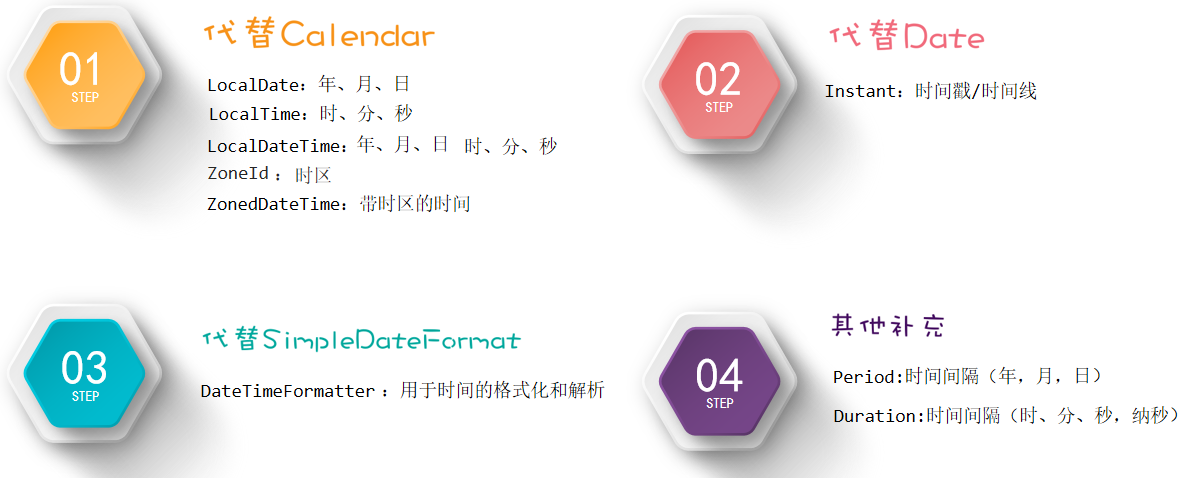 01
STEP
代替Calendar
LocalDate：年、月、日
LocalTime：时、分、秒
LocalDateTime：年、月、日 时、分、秒
ZoneId：时区
ZonedDateTime：带时区的时间
02
STEP
代替Date
Instant：时间戳/时间线
03
STEP
代替SimpleDateFormat
DateTimeFormatter：用于时间的格式化和解析
04
STEP
其他补充
Period:时间间隔（年，月，日）
Duration:时间间隔（时、分、秒，纳秒）